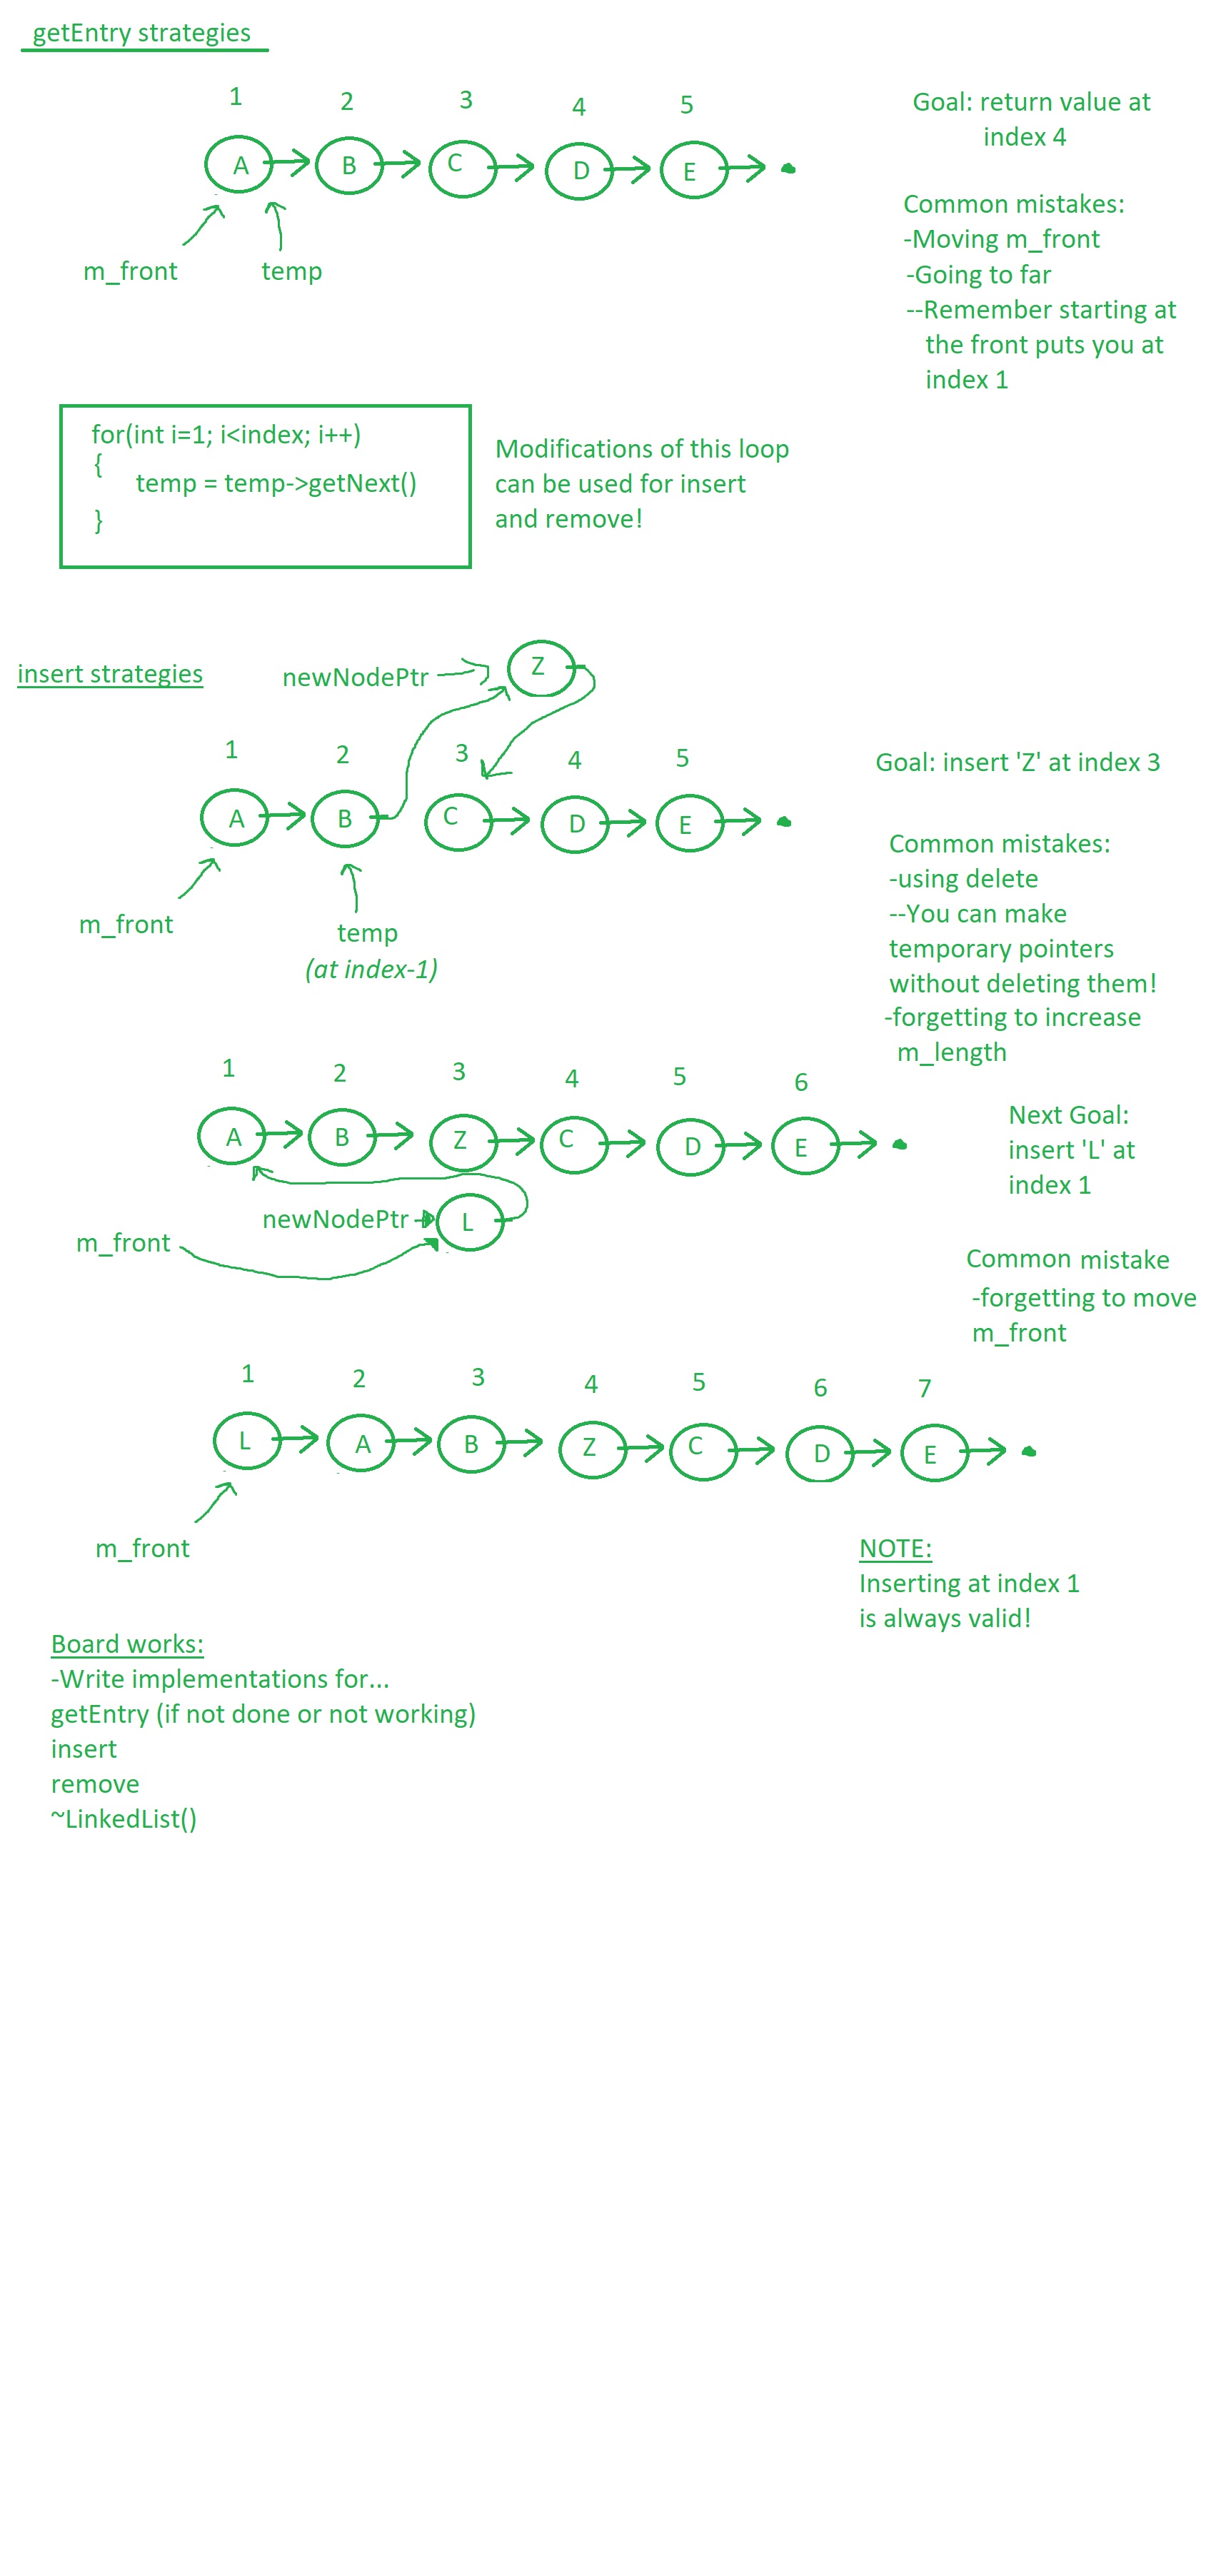 getEntry strategies
1 2 3 4 5
A B C D E
m_front temp
Goal: return value at
index 4
Common mistakes:
-Moving m_front
-Going to far
--Remember starting at
the front puts you at
index 1
for(int i=1; i<index; i++)
{
temp = temp->getNext()
}
Modifications of this loop
can be used for insert
and remove!
insert strategies
newNodePtr Z
1 2 3 4 5
A B C D E
m_front
temp
(at index-1)
Goal: insert 'Z' at index 3
Common mistakes:
-using delete
--You can make
temporary pointers
without deleting them!
-forgetting to increase
m_length
1 2 3 4 5 6
A B Z C D E
newNodePtr L
m_front
Next Goal:
insert 'L' at
index 1
Common mistake
-forgetting to move
m_front
1 2 3 4 5 6 7
L A B Z C D E
m_front
NOTE:
Inserting at index 1
is always valid!
Board works:
-Write implementations for...
getEntry (if not done or not working)
insert
remove
~LinkedList()